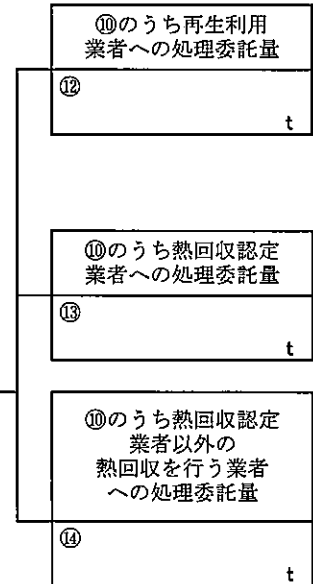 ⑩のうち再生利用
業者への処理委託量
⑫
t
⑩のうち熱回収認定
業者への処理委託量
⑬
t
⑩のうち熱回収認定
業者以外の
熱回収を行う業者
への処理委託量
⑭
t